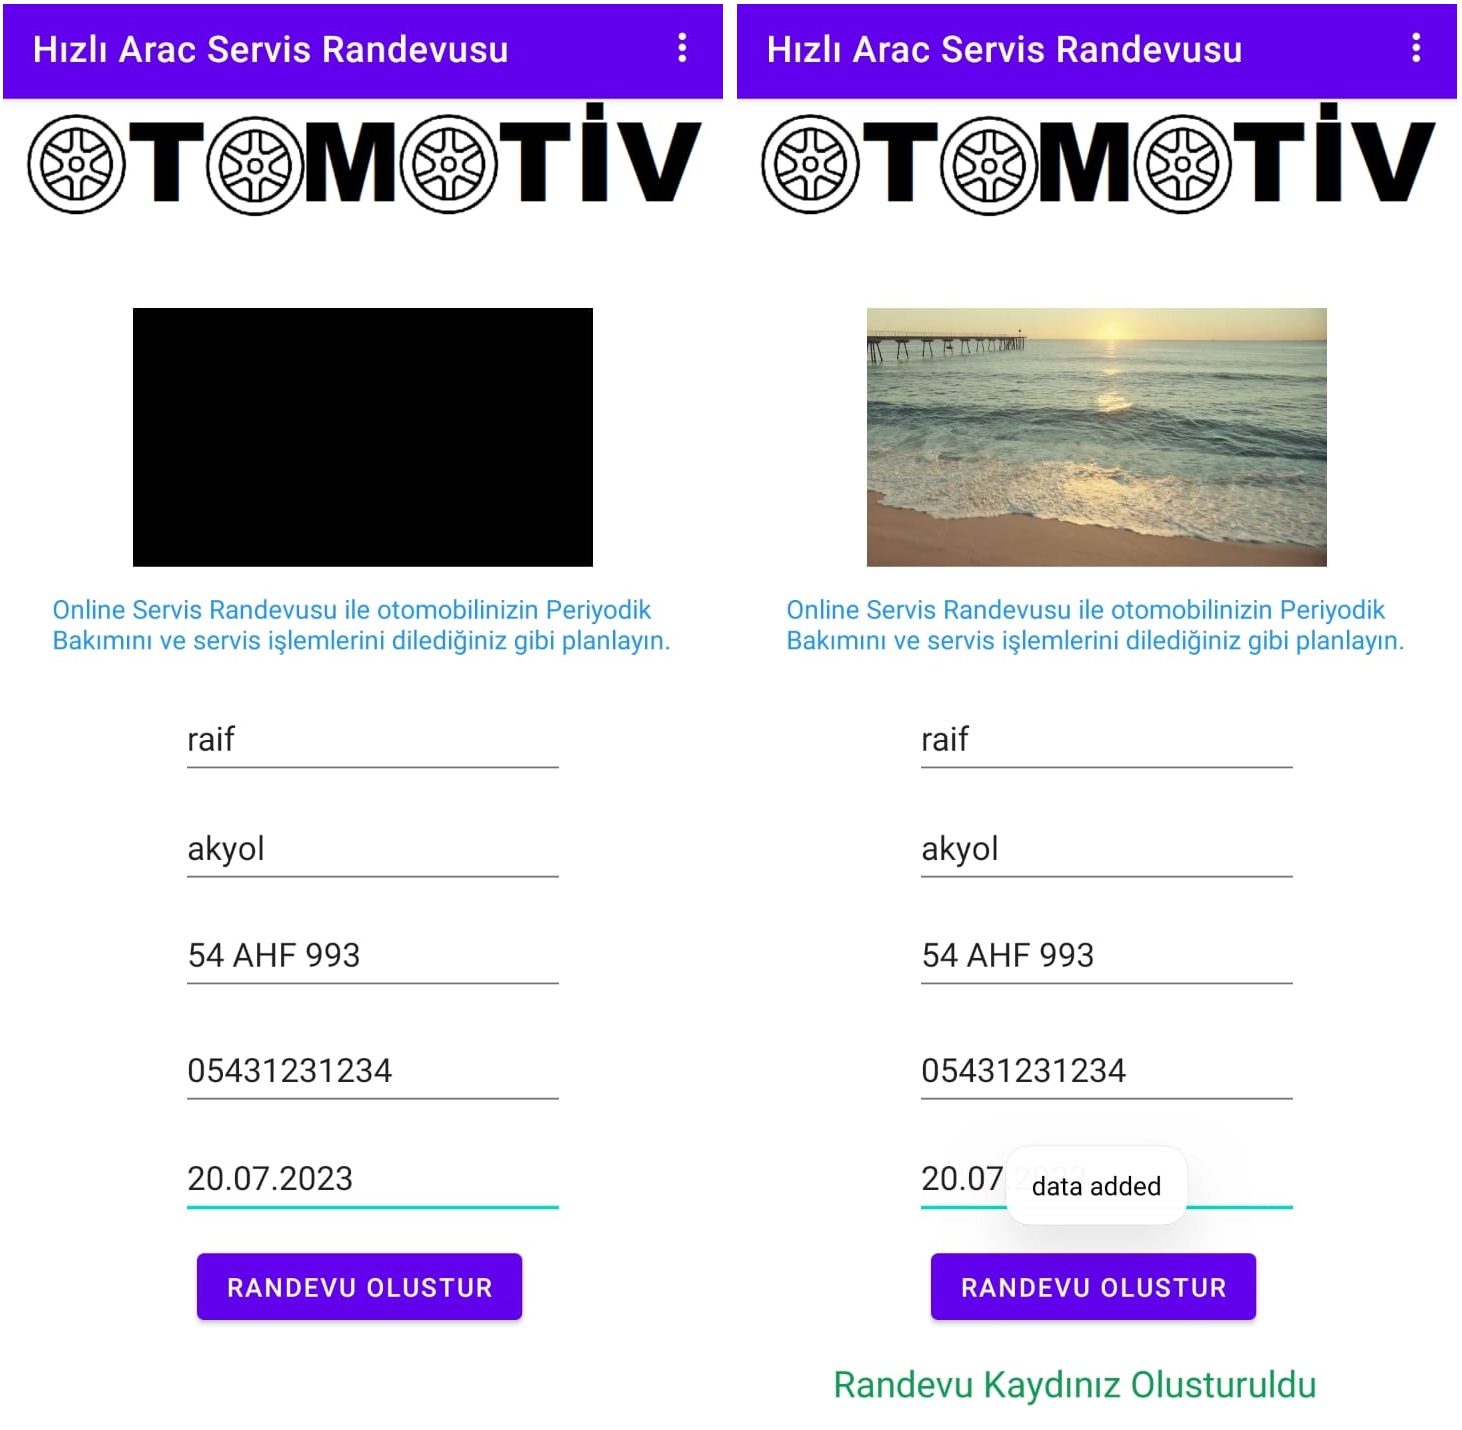 Hızlı Arac Servis Randevusu
OTOMOTİV
Online Servis Randevusu ile otomobilinizin Periyodik
Bakımını ve servis işlemlerini dilediğiniz gibi planlayın.
raif
akyol
54 AHF 993
05431231234
20.07.2023
RANDEVU OLUSTUR
Hızlı Arac Servis Randevusu
OTOMOTİV
Online Servis Randevusu ile otomobilinizin Periyodik
Bakımını ve servis işlemlerini dilediğiniz gibi planlayın.
raif
akyol
54 AHF 993
05431231234
20.07.2023
data added
RANDEVU OLUSTUR
Randevu Kaydınız Olusturuldu